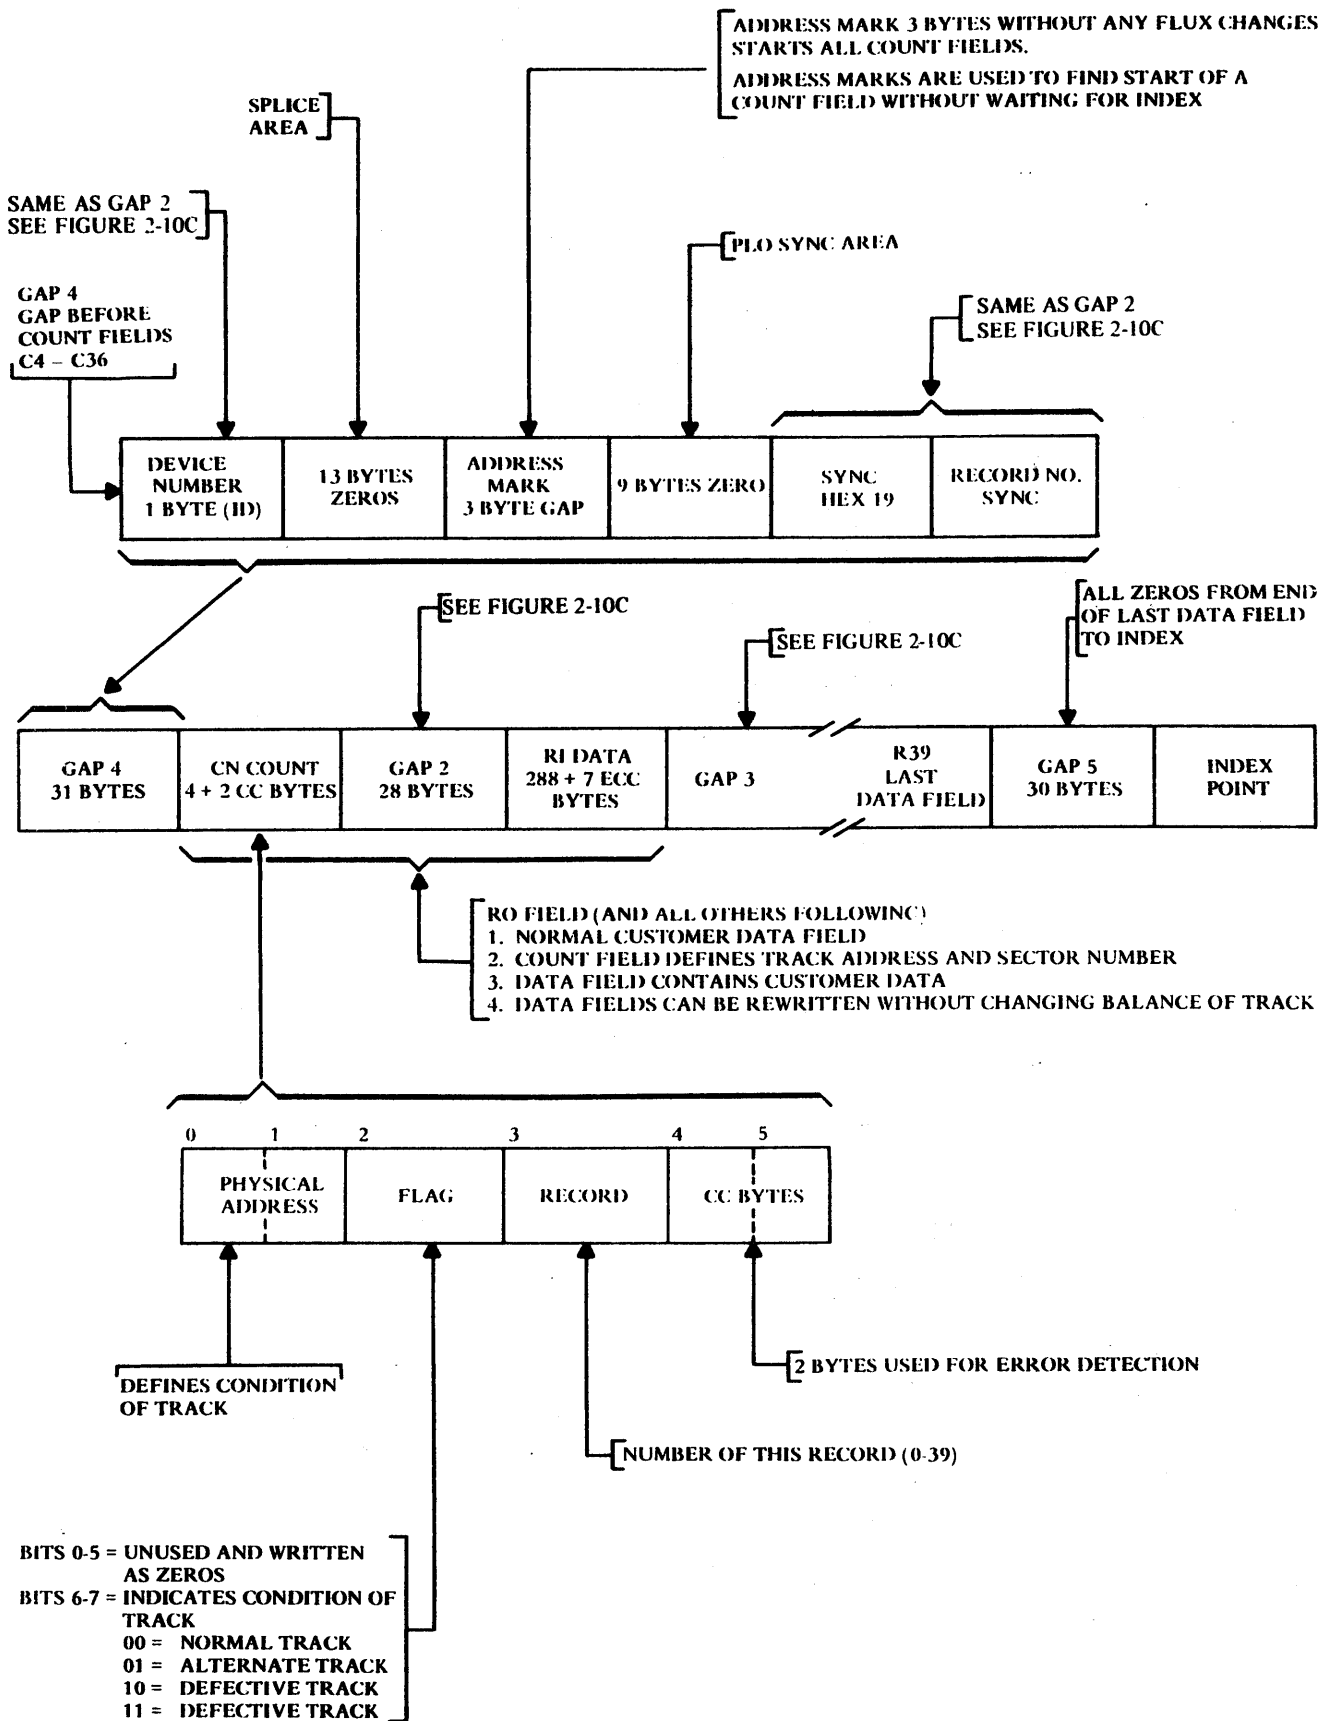 ADDRESS MARK 3 BYTES WITHOUT ANY FLUX CHANGES
STARTS ALL COUNT FIELDS.
ADDRESS MARKS ARE USED TO FIND START OF A
COUNT FIELD WITHOUT WAITING FOR INDEX
SPLICE
AREA
SAME AS GAP 2
SEE FIGURE 2-10C
PLO SYNC AREA
GAP 4
GAP BEFORE
COUNT FIELDS
C4 – C36
SAME AS GAP 2
SEE FIGURE 2-10C
DEVICE
NUMBER
1 BYTE (ID)
13 BYTES
ZEROS
ADDRESS
MARK
3 BYTE GAP
9 BYTES ZERO
SYNC
HEX 19
RECORD NO.
SYNC
SEE FIGURE 2-10C
SEE FIGURE 2-10C
ALL ZEROS FROM END
OF LAST DATA FIELD
TO INDEX
GAP 4
31 BYTES
CN COUNT
4 + 2 CC BYTES
GAP 2
28 BYTES
RI DATA
288 + 7 ECC
BYTES
GAP 3
R39
LAST
DATA FIELD
GAP 5
30 BYTES
INDEX
POINT
RO FIELD (AND ALL OTHERS FOLLOWING)
1. NORMAL CUSTOMER DATA FIELD
2. COUNT FIELD DEFINES TRACK ADDRESS AND SECTOR NUMBER
3. DATA FIELD CONTAINS CUSTOMER DATA
4. DATA FIELDS CAN BE REWRITTEN WITHOUT CHANGING BALANCE OF TRACK
0 1 2 3 4 5
PHYSICAL
ADDRESS
FLAG
RECORD
CC BYTES
2 BYTES USED FOR ERROR DETECTION
DEFINES CONDITION
OF TRACK
NUMBER OF THIS RECORD (0-39)
BITS 0-5 = UNUSED AND WRITTEN
AS ZEROS
BITS 6-7 = INDICATES CONDITION OF
TRACK
00 = NORMAL TRACK
01 = ALTERNATE TRACK
10 = DEFECTIVE TRACK
11 = DEFECTIVE TRACK